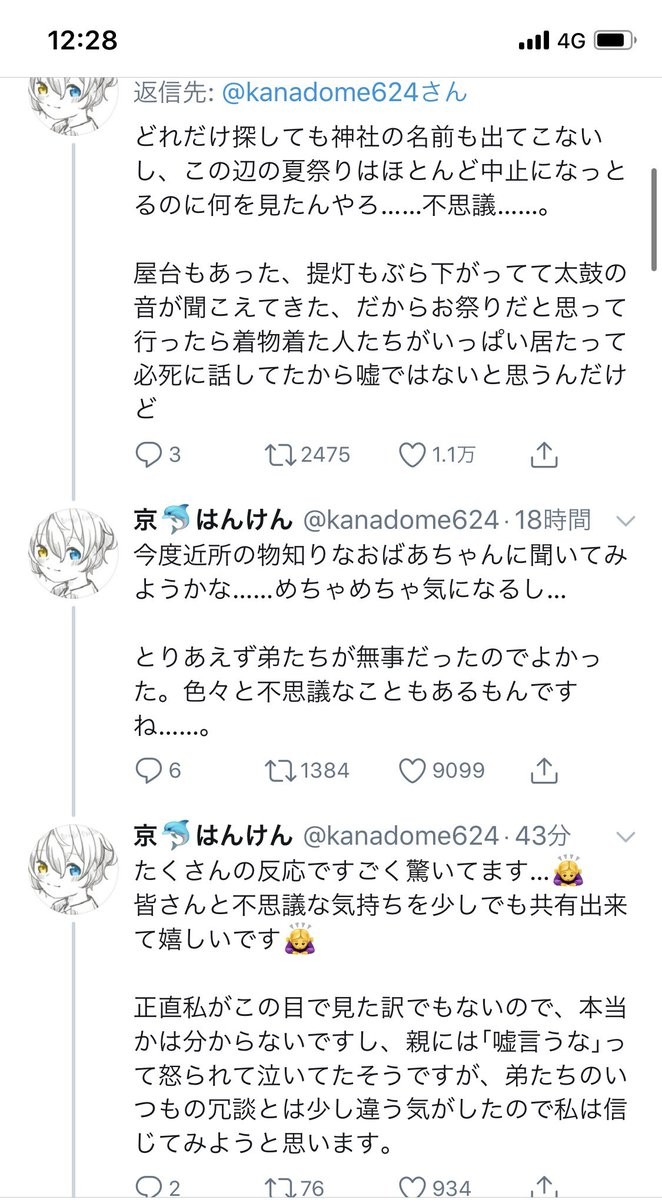 12:28
4G
返信先: @kanadome624さん
どれだけ探しても神社の名前も出てこない
し、この辺の夏祭りはほとんど中止になっと
るのに何を見たんやろ……不思議……。
屋台もあった、提灯もぶら下がってて太鼓の
音が聞こえてきた、だからお祭りだと思って
行ったら着物着た人たちがいっぱい居たって
必死に話してたから嘘ではないと思うんだけ
ど
3 2475 1.1万
京🐬はんけん @kanadome624·18時間
今度近所の物知りなおばあちゃんに聞いてみ
ようかな……めちゃめちゃ気になるし…
とりあえず弟たちが無事だったのでよかっ
た。色々と不思議なこともあるもんです
ね……。
6 1384 9099
京🐬はんけん @kanadome624·43分
たくさんの反応ですごく驚いてます…🙇‍♀️
皆さんと不思議な気持ちを少しでも共有出来
て嬉しいです🙇‍♀️
正直私がこの目で見た訳でもないので、本当
かは分からないですし、親には｢嘘言うな｣っ
て怒られて泣いてたそうですが、弟たちのい
つもの冗談とは少し違う気がしたので私は信
じてみようと思います。
2 76 934